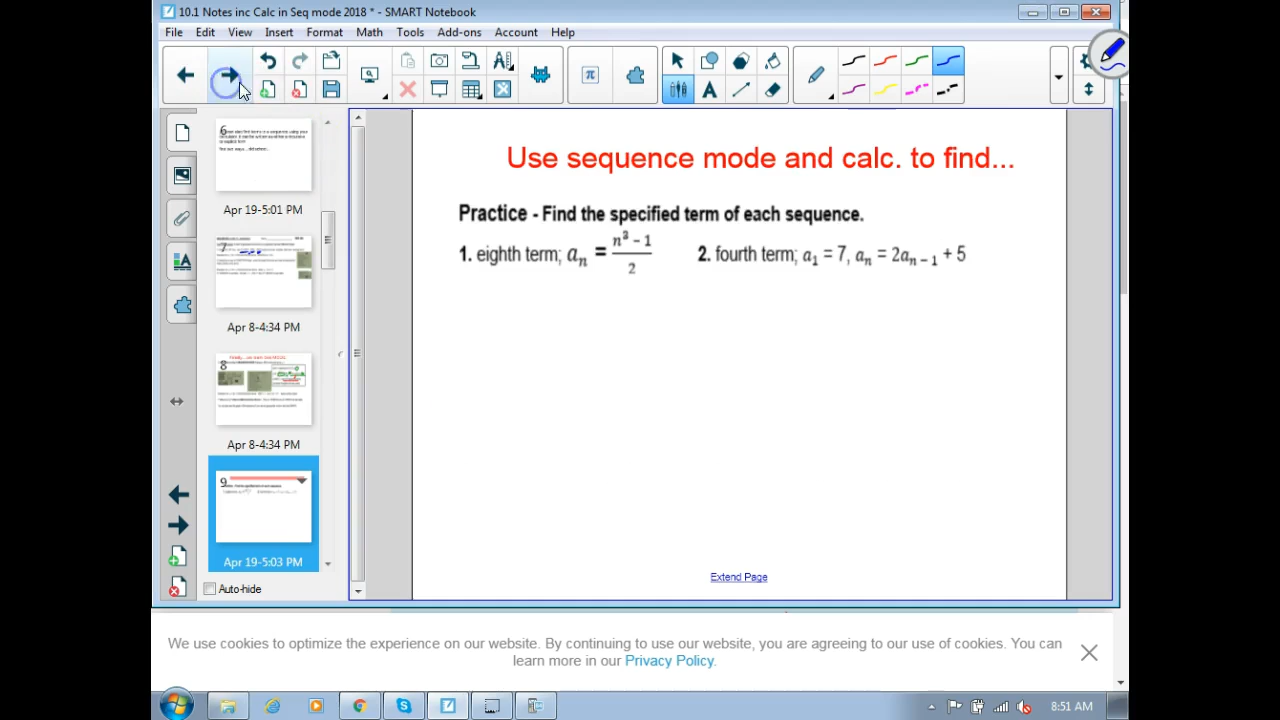 10.1 Notes inc Calc in Seq mode 2018 * - SMART Notebook
File Edit View Insert Format Math Tools Add-ons Account Help
6
Apr 19-5:01 PM
7
Apr 8-4:34 PM
8
Apr 8-4:34 PM
9
Apr 19-5:03 PM
Auto-hide
Use sequence mode and calc. to find...
Practice - Find the specified term of each sequence.
1. eighth term; aₙ = (n³ − 1)/2 2. fourth term; a₁ = 7, aₙ = 2aₙ₋₁ + 5
Extend Page
We use cookies to optimize the experience on our website. By continuing to use our website, you are agreeing to our use of cookies. You can
learn more in our Privacy Policy.
8:51 AM